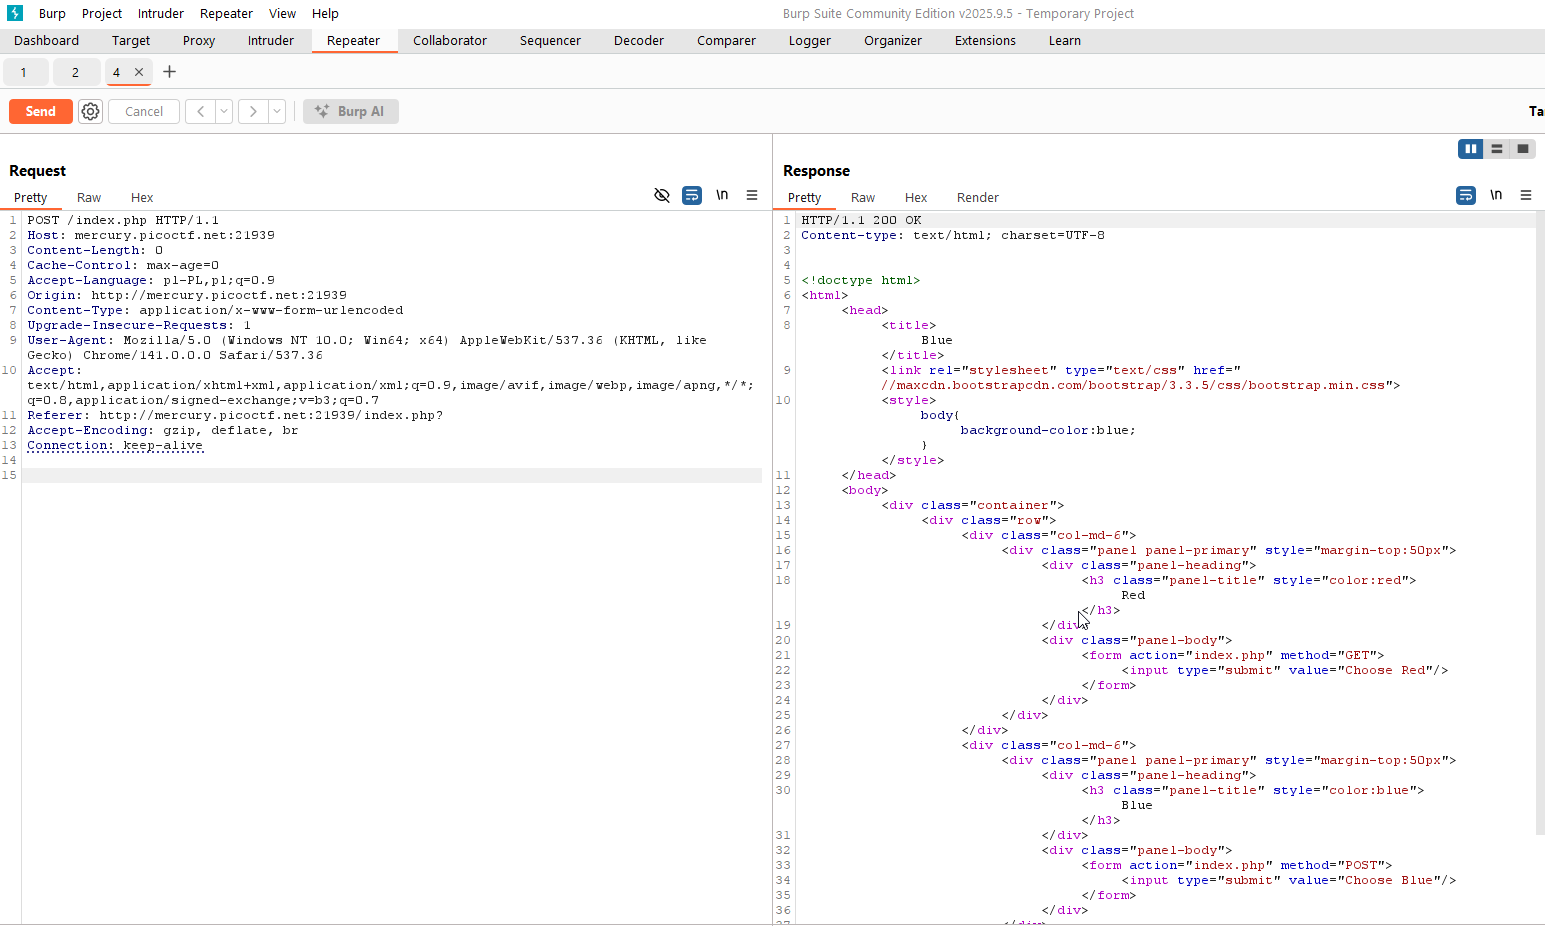 Burp Project Intruder Repeater View Help Burp Suite Community Edition v2025.9.5 - Temporary Project
Dashboard Target Proxy Intruder Repeater Collaborator Sequencer Decoder Comparer Logger Organizer Extensions Learn
1 2 4 × +
Send Cancel < > Burp AI Ta
Request
Pretty Raw Hex \n
1 POST /index.php HTTP/1.1
2 Host: mercury.picoctf.net:21939
3 Content-Length: 0
4 Cache-Control: max-age=0
5 Accept-Language: pl-PL,pl;q=0.9
6 Origin: http://mercury.picoctf.net:21939
7 Content-Type: application/x-www-form-urlencoded
8 Upgrade-Insecure-Requests: 1
9 User-Agent: Mozilla/5.0 (Windows NT 10.0; Win64; x64) AppleWebKit/537.36 (KHTML, like
Gecko) Chrome/141.0.0.0 Safari/537.36
10 Accept:
text/html,application/xhtml+xml,application/xml;q=0.9,image/avif,image/webp,image/apng,*/*;
q=0.8,application/signed-exchange;v=b3;q=0.7
11 Referer: http://mercury.picoctf.net:21939/index.php?
12 Accept-Encoding: gzip, deflate, br
13 Connection: keep-alive
14
15
Response
Pretty Raw Hex Render \n
1 HTTP/1.1 200 OK
2 Content-type: text/html; charset=UTF-8
3
4
5 <!doctype html>
6 <html>
7 <head>
8 <title>
Blue
</title>
9 <link rel="stylesheet" type="text/css" href="
//maxcdn.bootstrapcdn.com/bootstrap/3.3.5/css/bootstrap.min.css">
10 <style>
body{
background-color:blue;
}
</style>
11 </head>
12 <body>
13 <div class="container">
14 <div class="row">
15 <div class="col-md-6">
16 <div class="panel panel-primary" style="margin-top:50px">
17 <div class="panel-heading">
18 <h3 class="panel-title" style="color:red">
Red
</h3>
19 </div>
20 <div class="panel-body">
21 <form action="index.php" method="GET">
22 <input type="submit" value="Choose Red"/>
23 </form>
24 </div>
25 </div>
26 </div>
27 <div class="col-md-6">
28 <div class="panel panel-primary" style="margin-top:50px">
29 <div class="panel-heading">
30 <h3 class="panel-title" style="color:blue">
Blue
</h3>
31 </div>
32 <div class="panel-body">
33 <form action="index.php" method="POST">
34 <input type="submit" value="Choose Blue"/>
35 </form>
36 </div>